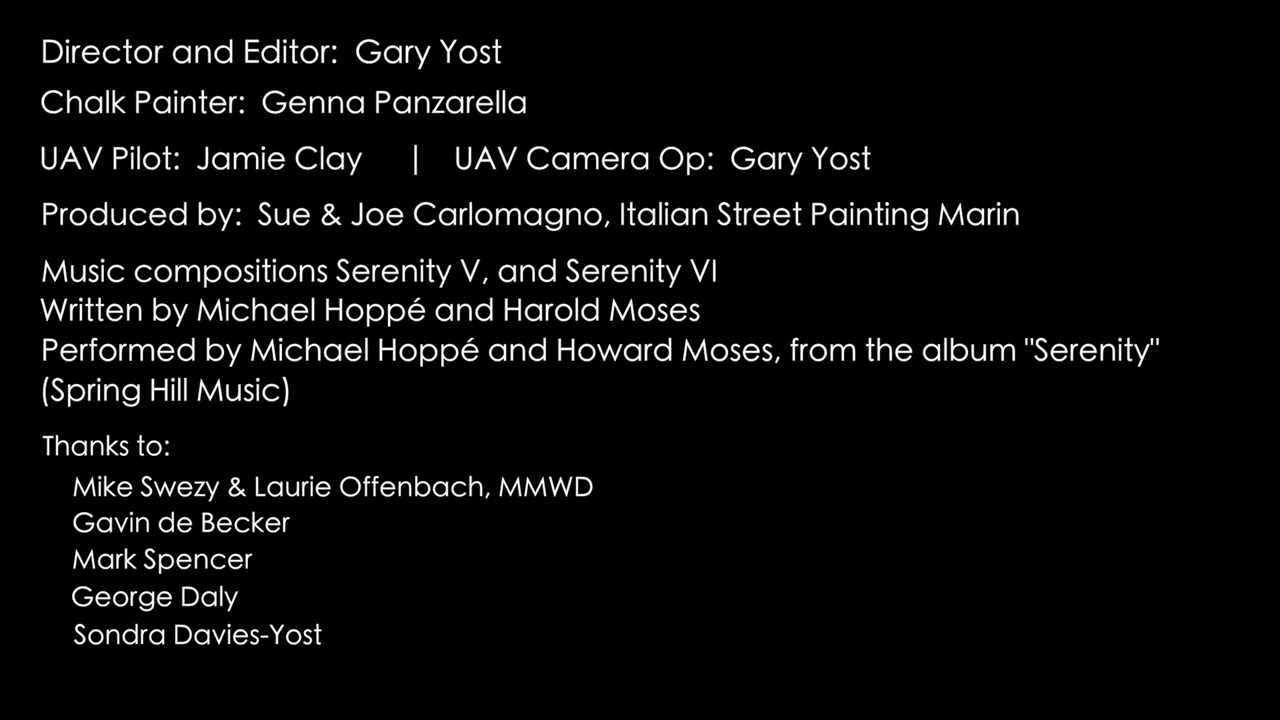 Director and Editor: Gary Yost
Chalk Painter: Genna Panzarella
UAV Pilot: Jamie Clay | UAV Camera Op: Gary Yost
Produced by: Sue & Joe Carlomagno, Italian Street Painting Marin
Music compositions Serenity V, and Serenity VI
Written by Michael Hoppé and Harold Moses
Performed by Michael Hoppé and Howard Moses, from the album "Serenity"
(Spring Hill Music)
Thanks to:
Mike Swezy & Laurie Offenbach, MMWD
Gavin de Becker
Mark Spencer
George Daly
Sondra Davies-Yost